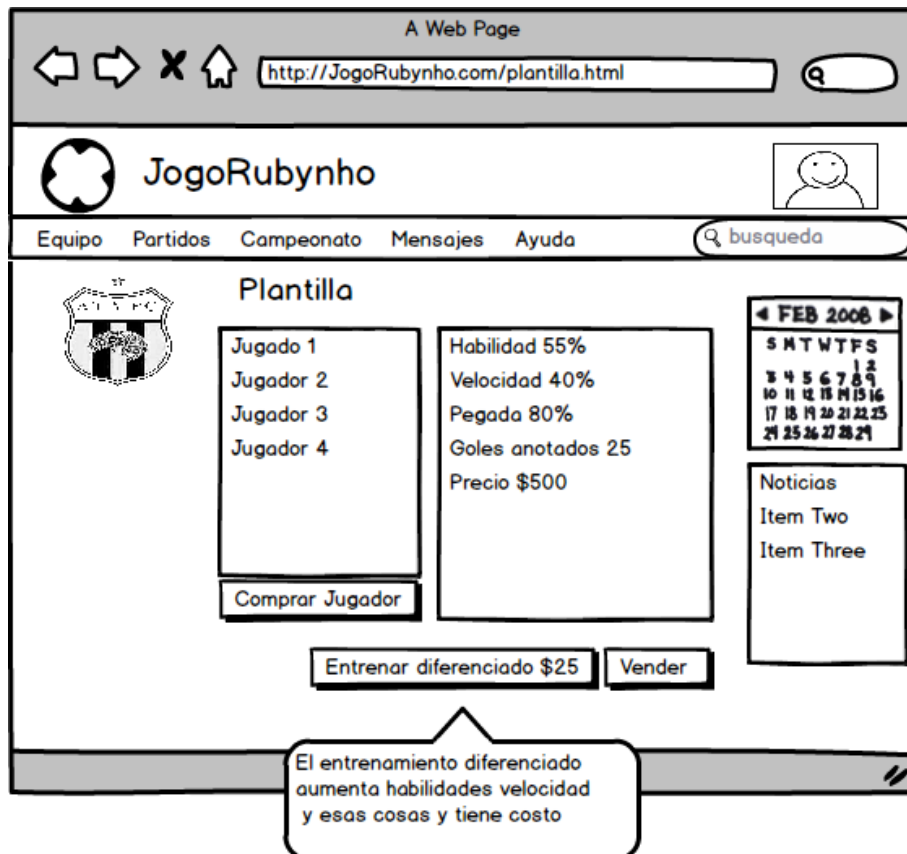 A Web Page
http://JogoRubynho.com/plantilla.html
JogoRubynho
Equipo Partidos Campeonato Mensajes Ayuda busqueda
Plantilla
Jugado 1
Jugador 2
Jugador 3
Jugador 4
Comprar Jugador
Habilidad 55%
Velocidad 40%
Pegada 80%
Goles anotados 25
Precio $500
Entrenar diferenciado $25
Vender
El entrenamiento diferenciado
aumenta habilidades velocidad
y esas cosas y tiene costo
FEB 2008
S M T W T F S
1 2
3 4 5 6 7 8 9
10 11 12 13 14 15 16
17 18 19 20 21 22 23
24 25 26 27 28 29
Noticias
Item Two
Item Three